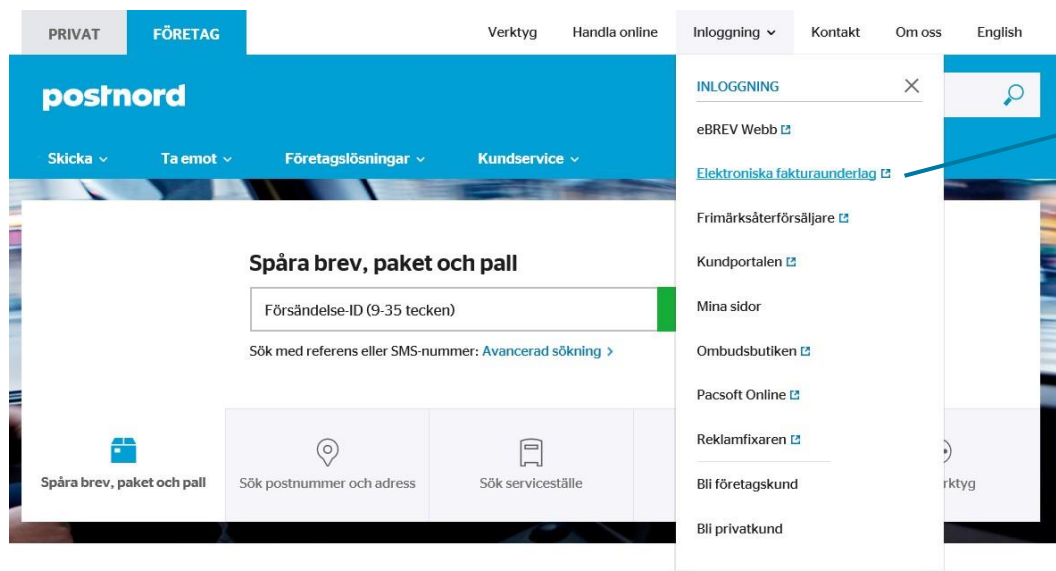 PRIVAT FÖRETAG Verktyg Handla online Inloggning Kontakt Om oss English
postnord
Skicka Ta emot Företagslösningar Kundservice
INLOGGNING
eBREV Webb
Elektroniska fakturaunderlag
Frimärksåterförsäljare
Kundportalen
Mina sidor
Ombudsbutiken
Pacsoft Online
Reklamfixaren
Bli företagskund
Bli privatkund
Spåra brev, paket och pall
Försändelse-ID (9-35 tecken)
Sök med referens eller SMS-nummer: Avancerad sökning >
Spåra brev, paket och pall
Sök postnummer och adress
Sök serviceställe